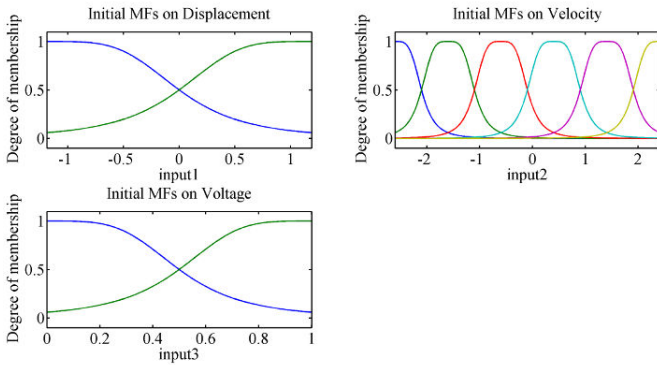 Initial MFs on Displacement
Degree of membership
1
0.5
0
-1 -0.5 0 0.5 1
input1
Initial MFs on Velocity
Degree of membership
1
0.5
0
-2 -1 0 1 2
input2
Initial MFs on Voltage
Degree of membership
1
0.5
0
0 0.2 0.4 0.6 0.8 1
input3